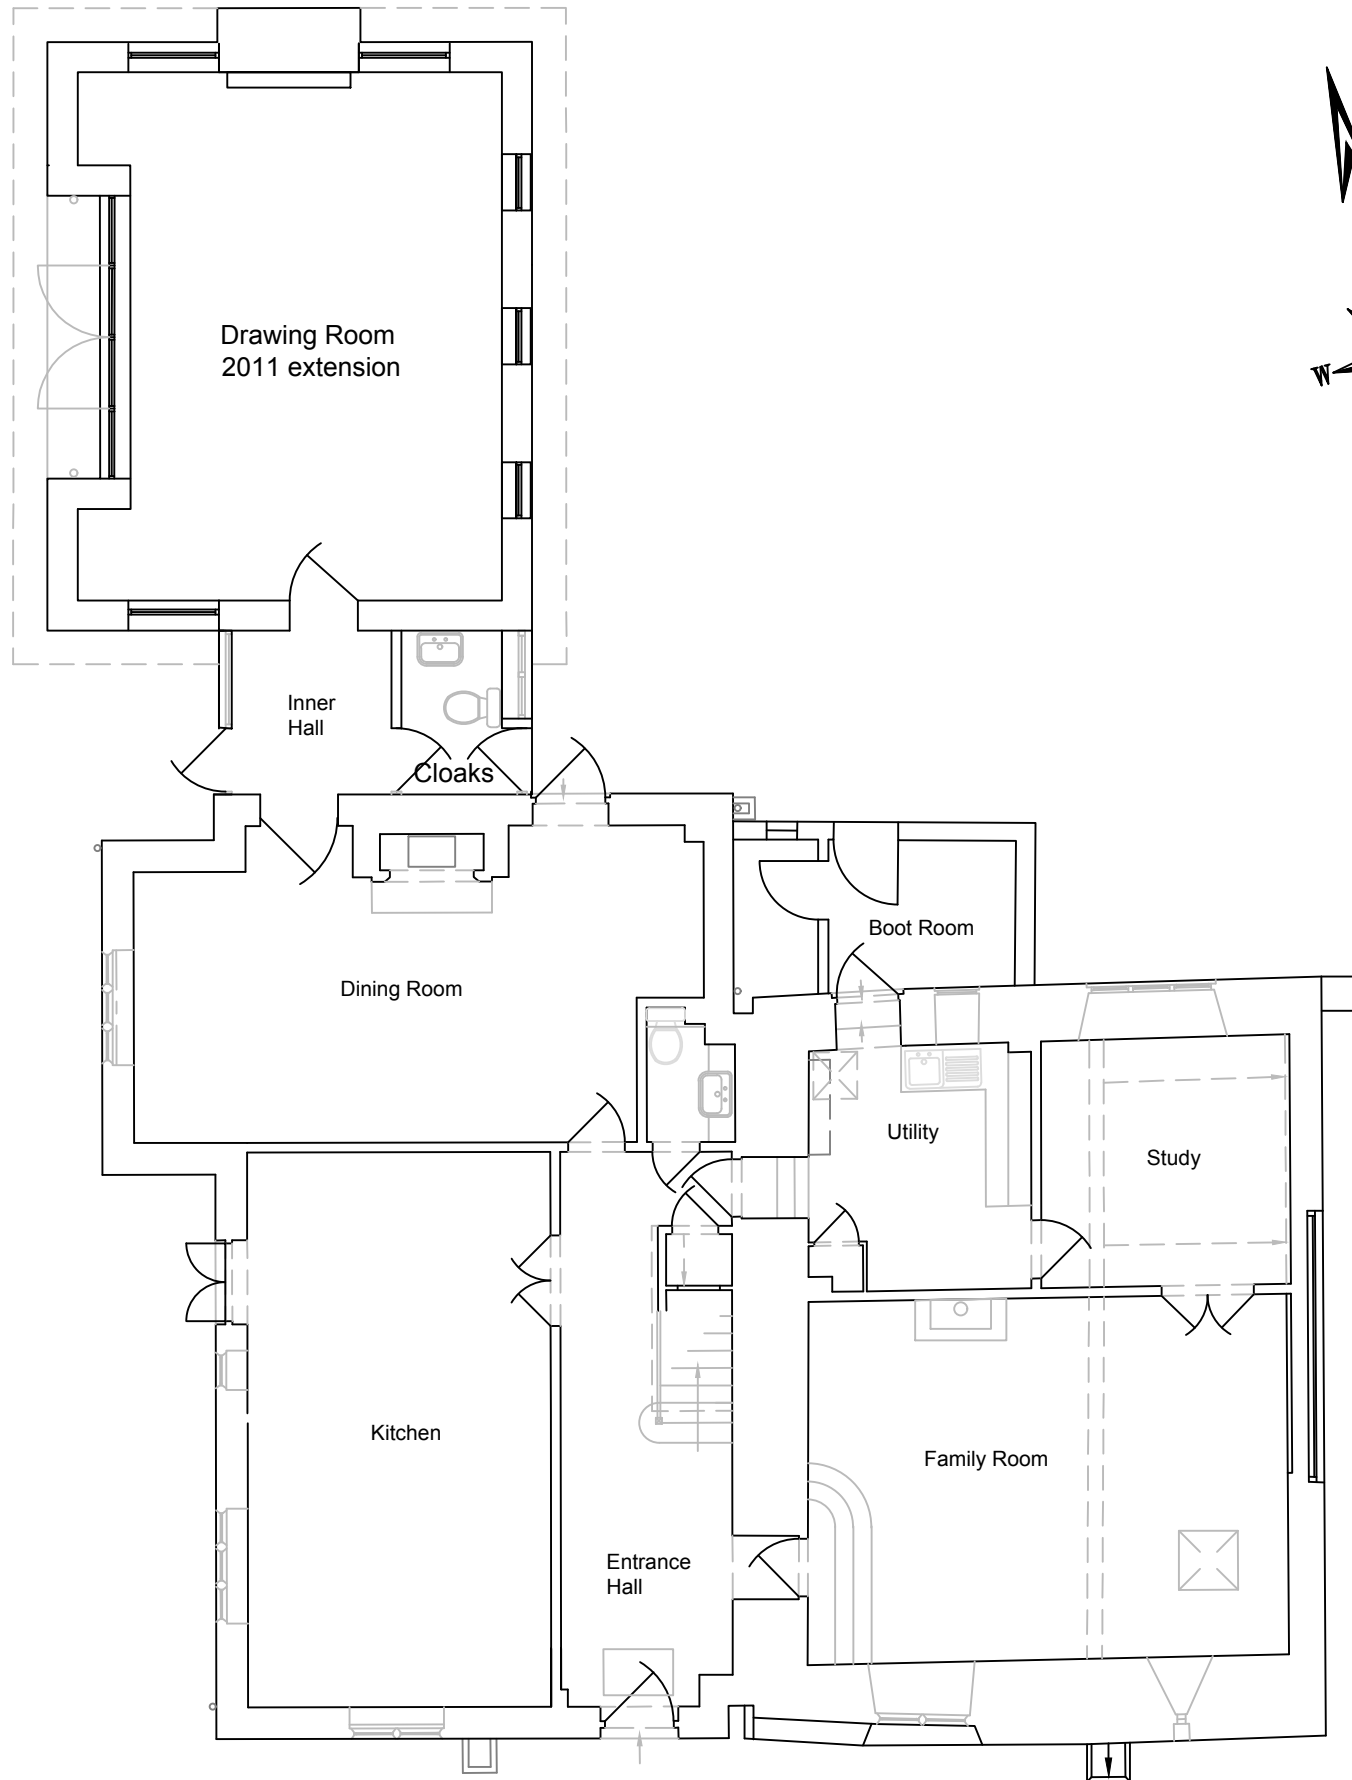 Drawing Room
2011 extension
W
Inner
Hall
Cloaks
Boot Room
Dining Room
Utility
Study
Kitchen
Family Room
Entrance
Hall